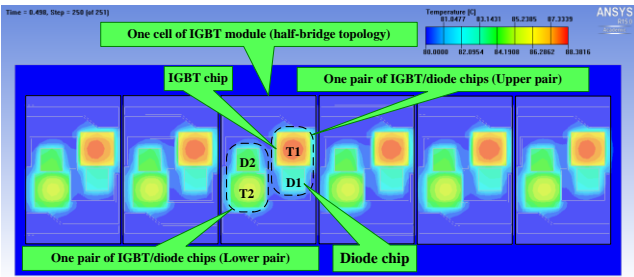 Time = 0.498, Step = 250 (of 251)
Temperature [C]
81.0477 83.1431 85.2385 87.3339
80.0000 82.0954 84.1908 86.2862 88.3816
ANSYS
One cell of IGBT module (half-bridge topology)
IGBT chip
One pair of IGBT/diode chips (Upper pair)
T1
D2
D1
T2
One pair of IGBT/diode chips (Lower pair)
Diode chip